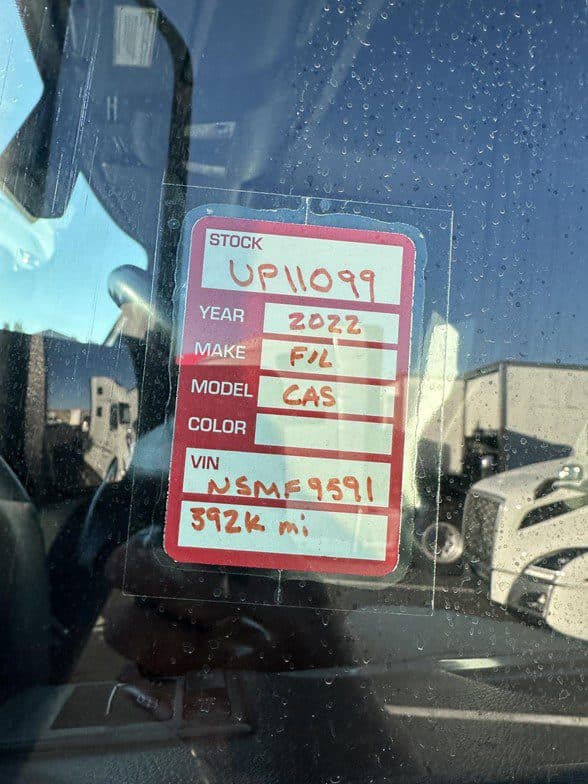 STOCK
UP11099
YEAR 2022
MAKE F/L
MODEL CAS
COLOR
VIN
NSMF9591
392K mi